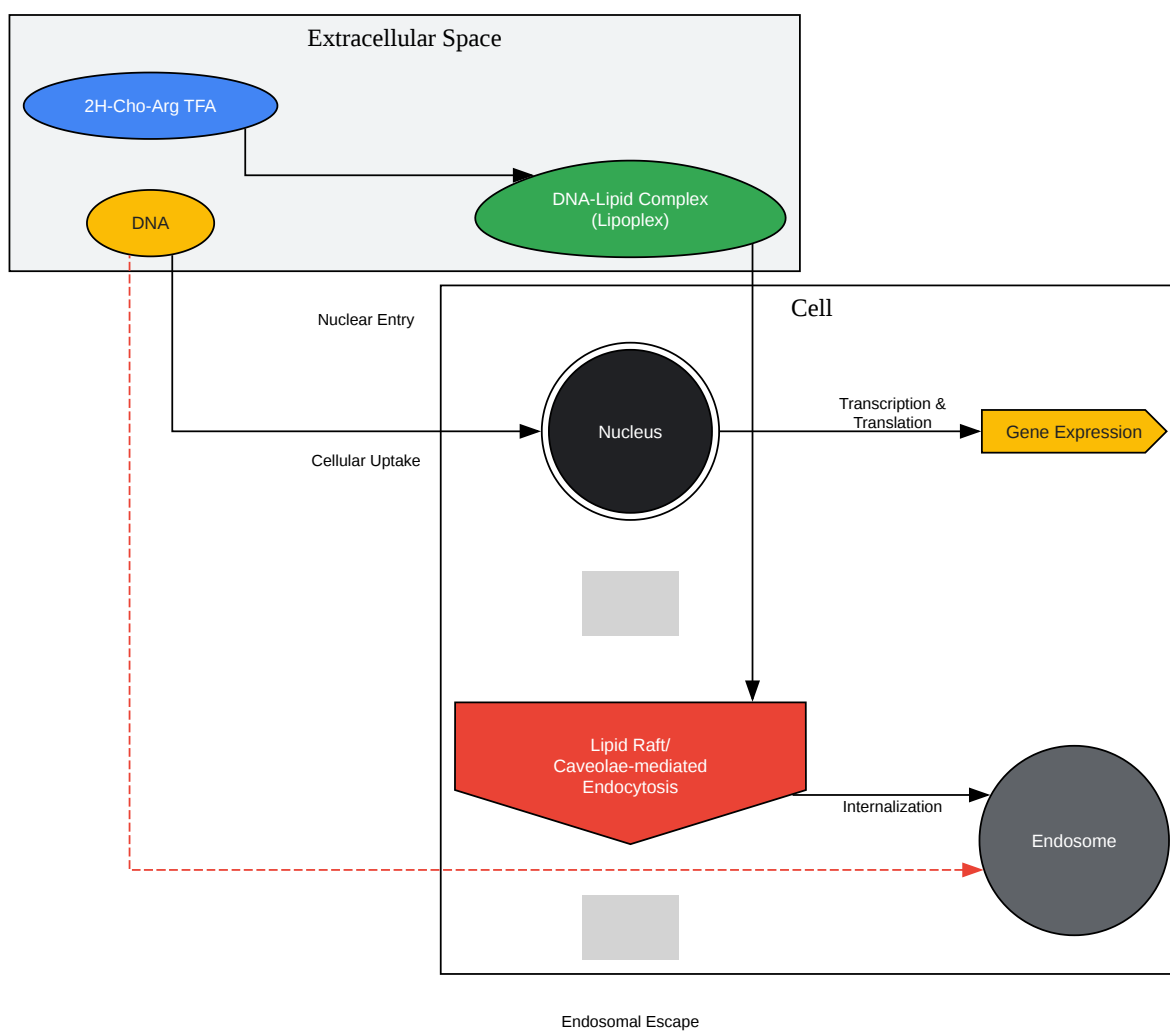 Extracellular Space
2H-Cho-Arg TFA
DNA-Lipid Complex
(Lipoplex)
DNA
Cell
Nuclear Entry
Transcription &
Translation
Nucleus
Gene Expression
Cellular Uptake
Lipid Raft/
Caveolae-mediated
Endocytosis
Internalization
Endosome
Endosomal Escape